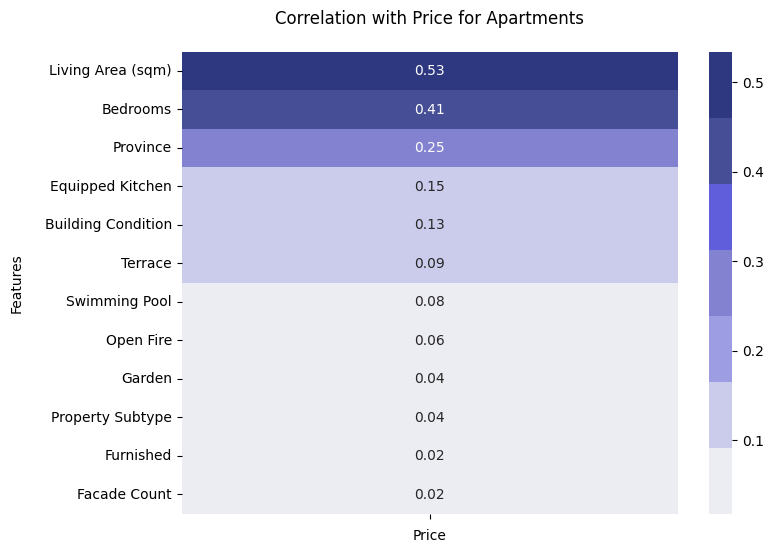 Correlation with Price for Apartments
Features
Living Area (sqm) 0.53
Bedrooms 0.41
Province 0.25
Equipped Kitchen 0.15
Building Condition 0.13
Terrace 0.09
Swimming Pool 0.08
Open Fire 0.06
Garden 0.04
Property Subtype 0.04
Furnished 0.02
Facade Count 0.02
Price
0.5
0.4
0.3
0.2
0.1